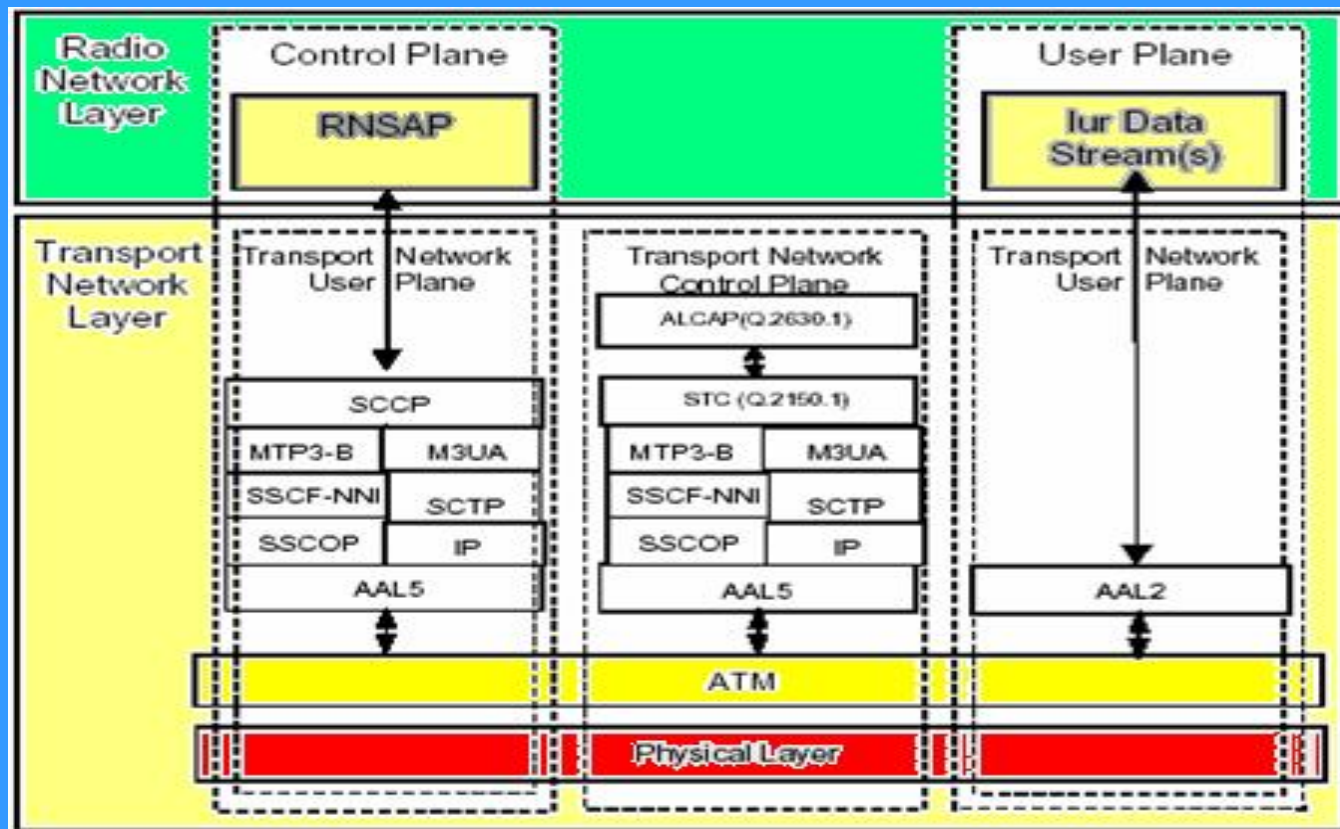 Radio
Network
Layer
Control Plane
RNSAP
User Plane
Iur Data
Stream(s)
Transport
Network
Layer
Transport Network
User Plane
SCCP
MTP3-B M3UA
SSCF-NNI SCTP
SSCOP IP
AAL5
Transport Network
Control Plane
ALCAP(Q.2630.1)
STC (Q.2150.1)
MTP3-B M3UA
SSCF-NNI SCTP
SSCOP IP
AAL5
Transport Network
User Plane
AAL2
ATM
Physical Layer